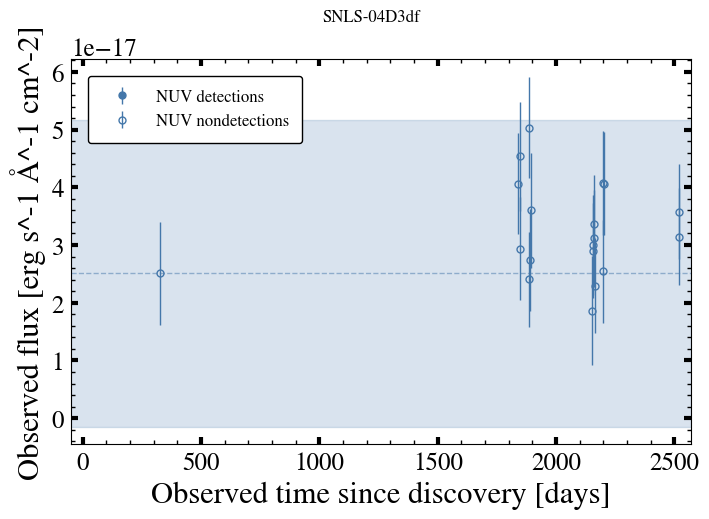 SNLS-04D3df
1e−17
NUV detections
NUV nondetections
6
5
4
3
2
1
0
Observed flux [erg s^-1 Å^-1 cm^-2]
0 500 1000 1500 2000 2500
Observed time since discovery [days]